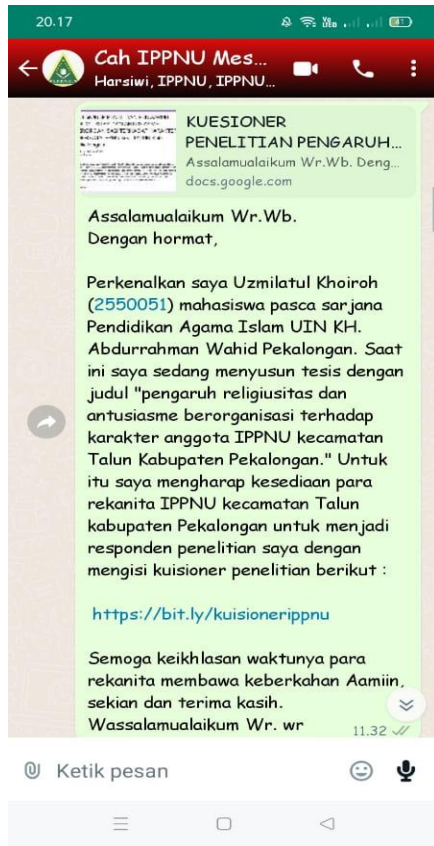 20.17
Cah IPPNU Mes...
Harsiwi, IPPNU, IPPNU...
KUESIONER
PENELITIAN PENGARUH...
Assalamualaikum Wr.Wb. Deng...
docs.google.com
Assalamualaikum Wr.Wb.
Dengan hormat,
Perkenalkan saya Uzmilatul Khoiroh
(2550051) mahasiswa pasca sarjana
Pendidikan Agama Islam UIN KH.
Abdurrahman Wahid Pekalongan. Saat
ini saya sedang menyusun tesis dengan
judul "pengaruh religiusitas dan
antusiasme berorganisasi terhadap
karakter anggota IPPNU kecamatan
Talun Kabupaten Pekalongan." Untuk
itu saya mengharap kesediaan para
rekanita IPPNU kecamatan Talun
kabupaten Pekalongan untuk menjadi
responden penelitian saya dengan
mengisi kuisioner penelitian berikut :
https://bit.ly/kuisionerippnu
Semoga keikhlasan waktunya para
rekanita membawa keberkahan Aamiin,
sekian dan terima kasih.
Wassalamualaikum Wr. wr
11.32
Ketik pesan